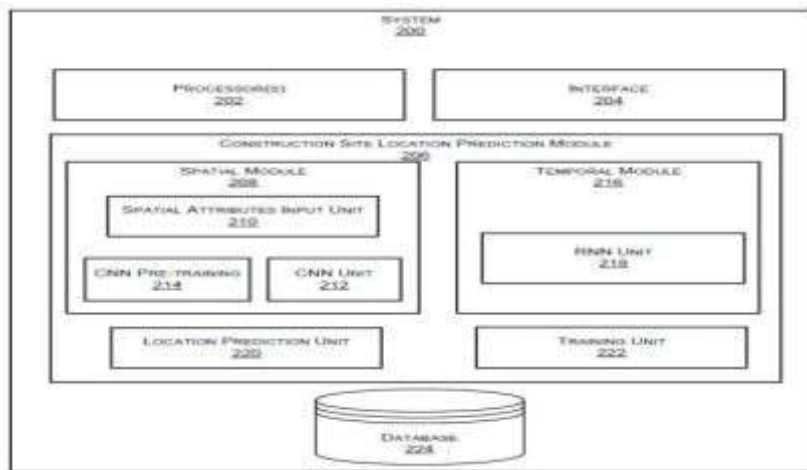 SYSTEM
200
PROCESSOR(S)
202
INTERFACE
204
CONSTRUCTION SITE LOCATION PREDICTION MODULE
206
SPATIAL MODULE
208
SPATIAL ATTRIBUTES INPUT UNIT
210
CNN PRE-TRAINING
214
CNN UNIT
212
TEMPORAL MODULE
216
RNN UNIT
218
LOCATION PREDICTION UNIT
220
TRAINING UNIT
222
DATABASE
224